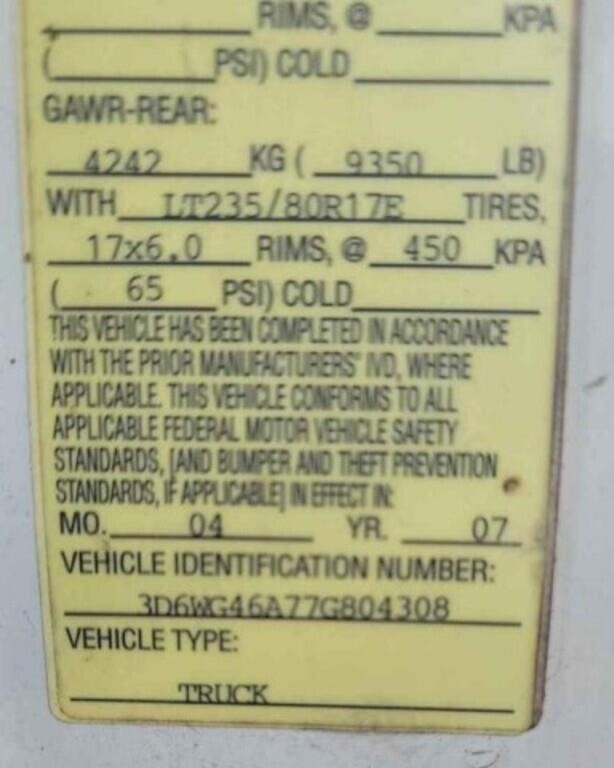 RIMS, @ KPA
( PSI) COLD
GAWR-REAR:
4242 KG ( 9350 LB)
WITH LT235/80R17E TIRES,
17x6.0 RIMS, @ 450 KPA
( 65 PSI) COLD
THIS VEHICLE HAS BEEN COMPLETED IN ACCORDANCE
WITH THE PRIOR MANUFACTURERS' IVD, WHERE
APPLICABLE. THIS VEHICLE CONFORMS TO ALL
APPLICABLE FEDERAL MOTOR VEHICLE SAFETY
STANDARDS, [AND BUMPER AND THEFT PREVENTION
STANDARDS, IF APPLICABLE] IN EFFECT IN:
MO. 04 YR. 07
VEHICLE IDENTIFICATION NUMBER:
3D6WG46A77G804308
VEHICLE TYPE:
TRUCK